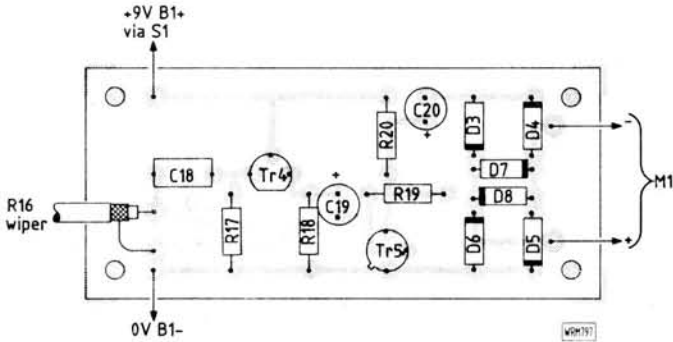 +9V B1+
via S1
C20
R20
D3
D4
-
+
D7
M1
C18
Tr4
+
R16
wiper
C19
R19
D8
R17
R18
Tr5
D6
D5
+
0V B1-
WRM797